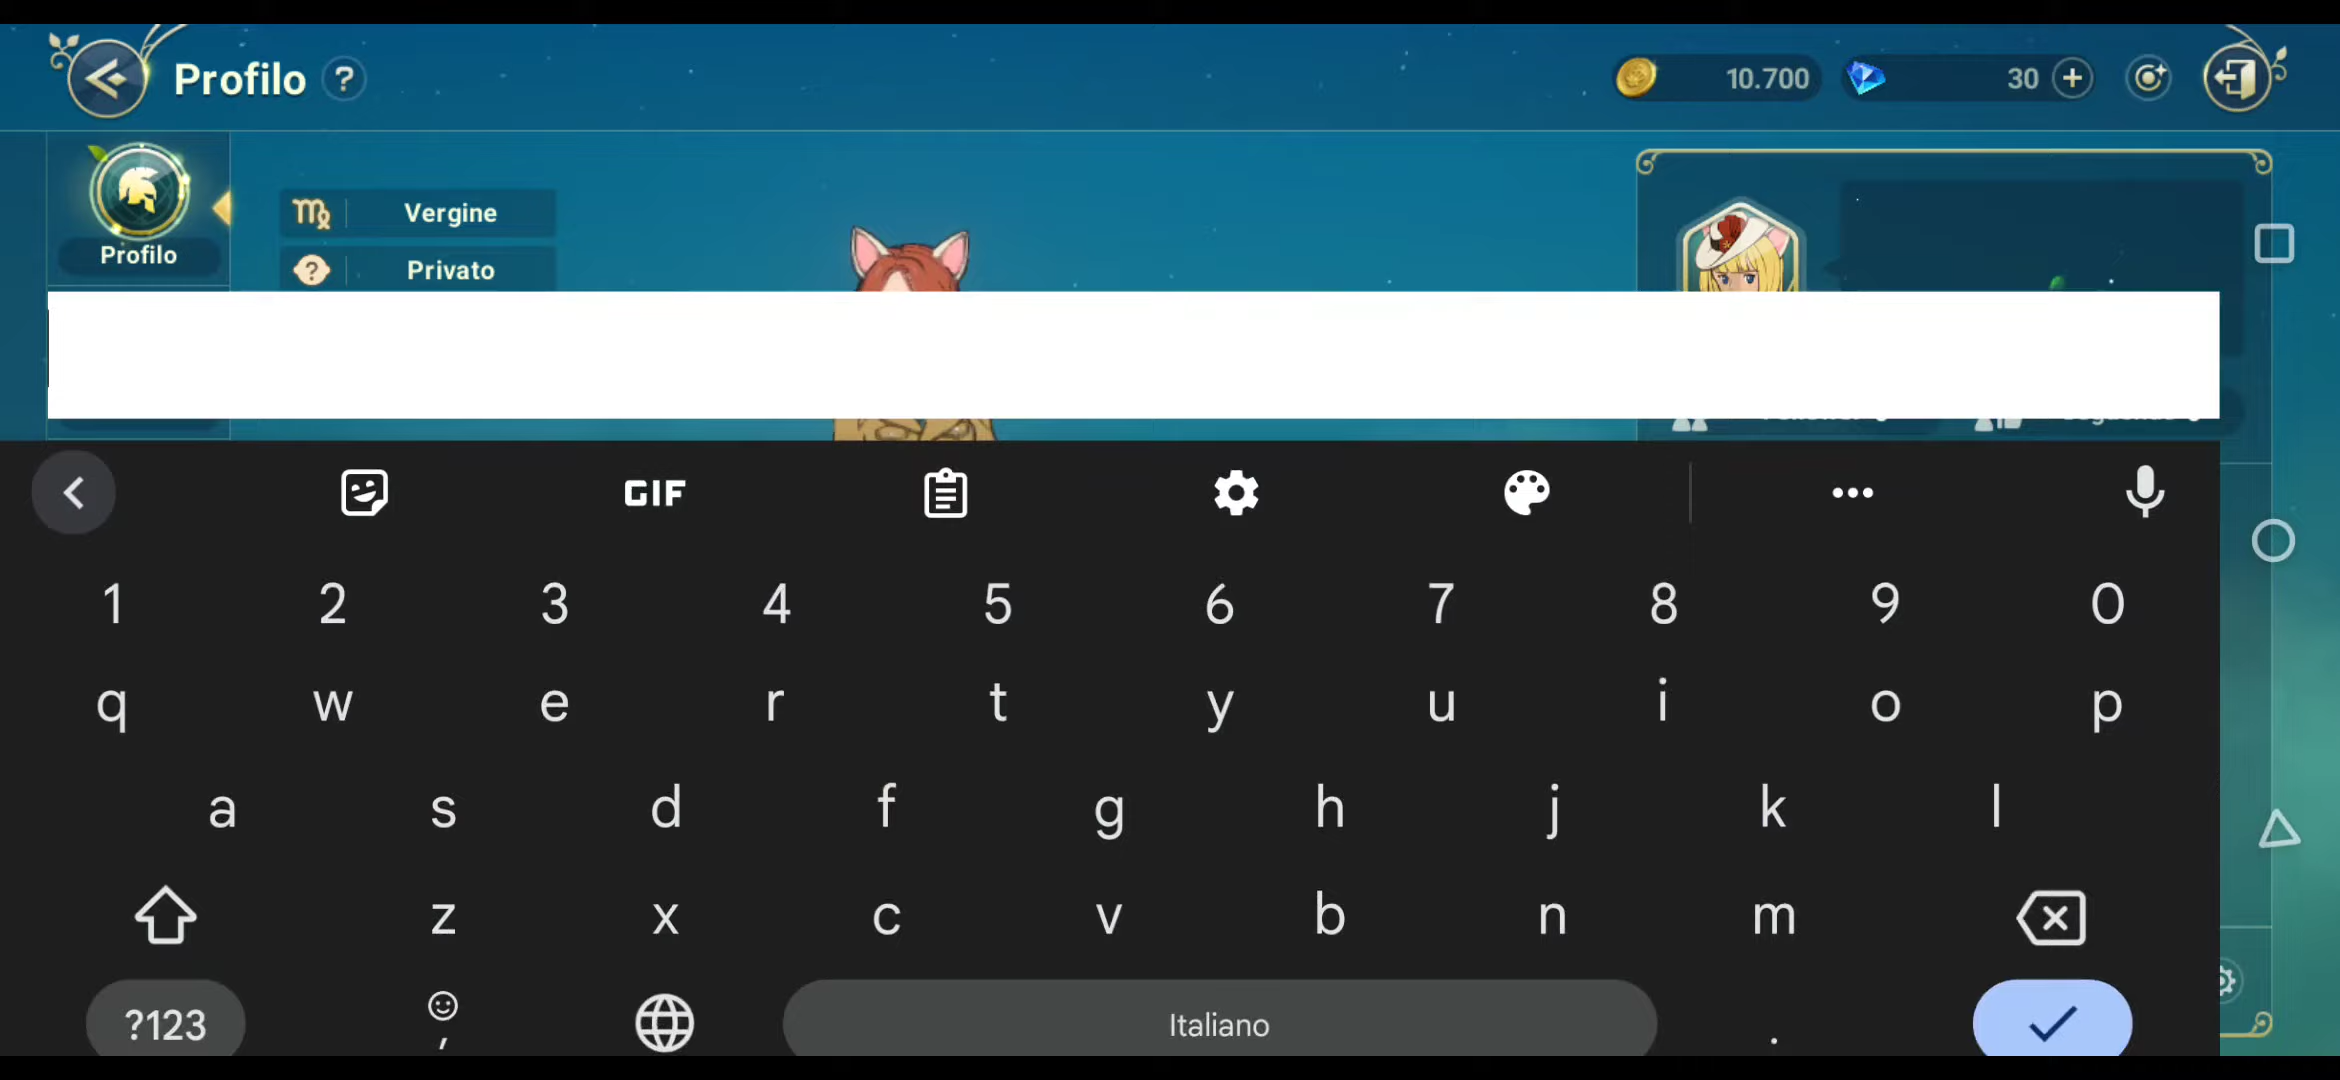 Profilo ?
10.700
30 +
Profilo
Vergine
? Privato
GIF
1 2 3 4 5 6 7 8 9 0
q w e r t y u i o p
a s d f g h j k l
z x c v b n m
?123 , Italiano .